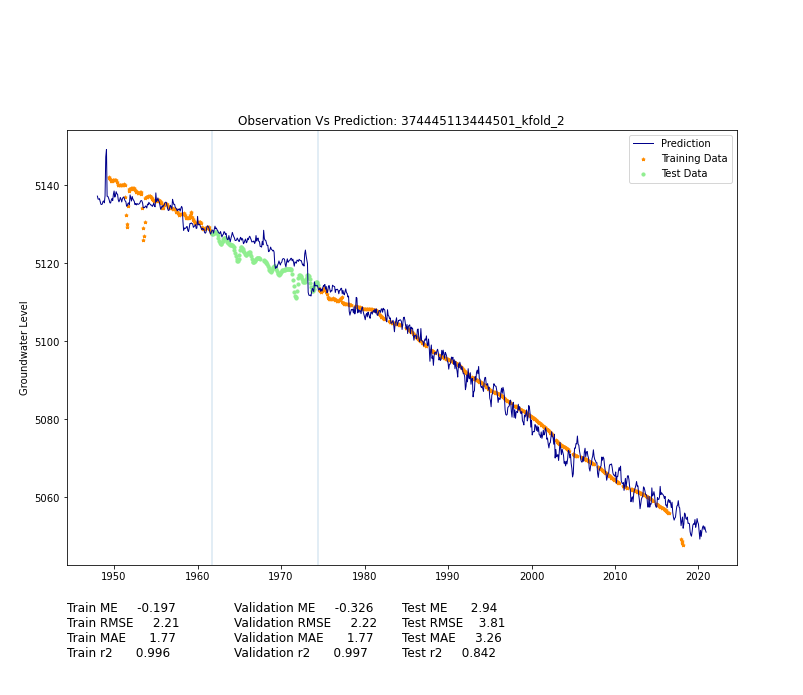 Observation Vs Prediction: 374445113444501_kfold_2
Prediction
Training Data
Test Data
Groundwater Level
5140
5120
5100
5080
5060
1950 1960 1970 1980 1990 2000 2010 2020
Train ME -0.197 Validation ME -0.326 Test ME 2.94
Train RMSE 2.21 Validation RMSE 2.22 Test RMSE 3.81
Train MAE 1.77 Validation MAE 1.77 Test MAE 3.26
Train r2 0.996 Validation r2 0.997 Test r2 0.842